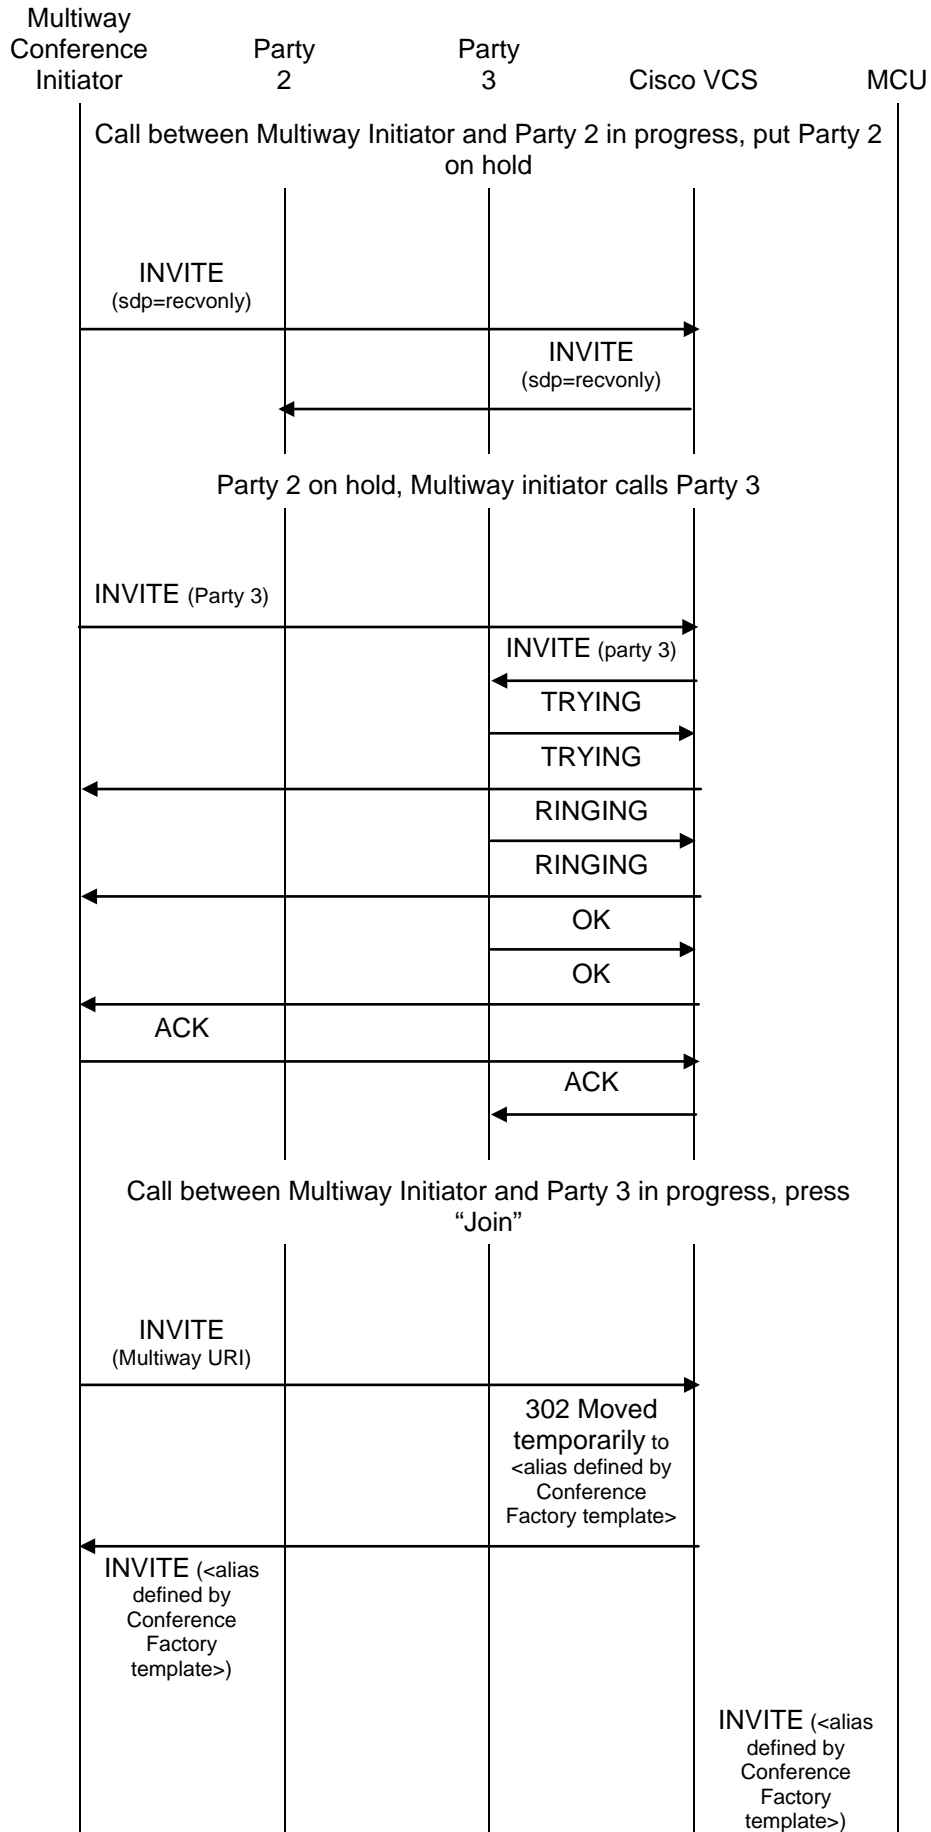 Multiway
Conference
Initiator
Party
2
Party
3
Cisco VCS
MCU
Call between Multiway Initiator and Party 2 in progress, put Party 2
on hold
INVITE
(sdp=recvonly)
INVITE
(sdp=recvonly)
Party 2 on hold, Multiway initiator calls Party 3
INVITE (Party 3)
INVITE (party 3)
TRYING
TRYING
RINGING
RINGING
OK
OK
ACK
ACK
Call between Multiway Initiator and Party 3 in progress, press
“Join”
INVITE
(Multiway URI)
302 Moved
temporarily to
<alias defined by
Conference
Factory template>
INVITE (<alias
defined by
Conference
Factory
template>)
INVITE (<alias
defined by
Conference
Factory
template>)